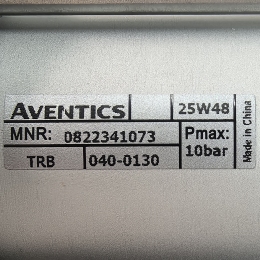 AVENTICS 25W48
MNR: 0822341073 Pmax:
10bar
TRB 040-0130
Made in China